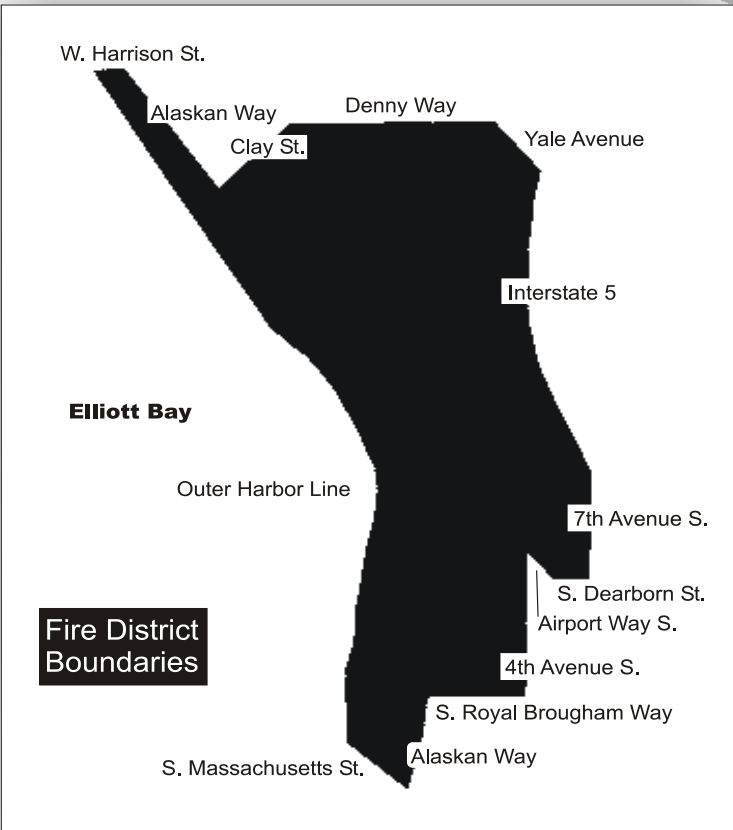 W. Harrison St.
Denny Way
Alaskan Way
Yale Avenue
Clay St.
Interstate 5
Elliott Bay
Outer Harbor Line
7th Avenue S.
S. Dearborn St.
Airport Way S.
Fire District
Boundaries
4th Avenue S.
S. Royal Brougham Way
Alaskan Way
S. Massachusetts St.